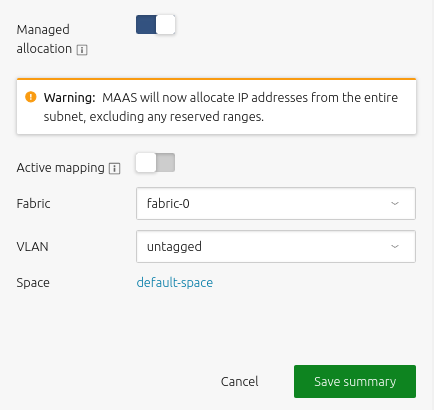 Managed
allocation
Warning: MAAS will now allocate IP addresses from the entire
subnet, excluding any reserved ranges.
Active mapping
Fabric
fabric-0
VLAN
untagged
Space
default-space
Cancel
Save summary